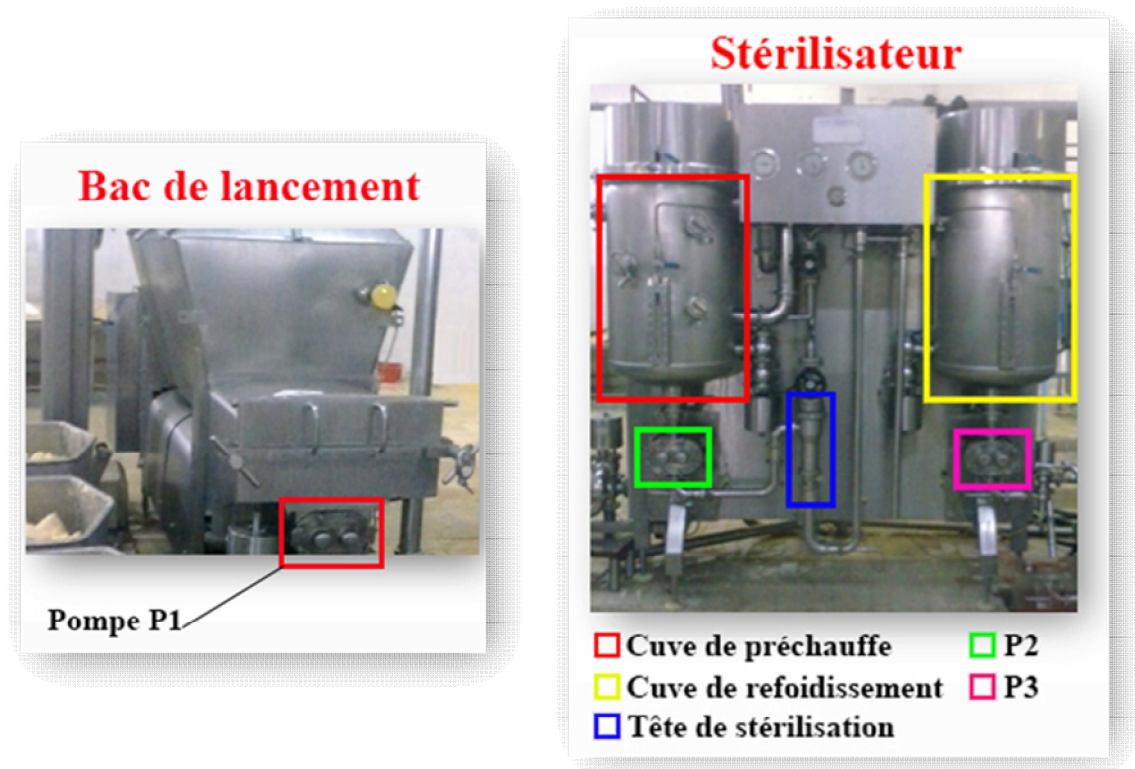 Bac de lancement
Pompe P1
Stérilisateur
Cuve de préchauffe
P2
Cuve de refoidissement
P3
Tête de stérilisation